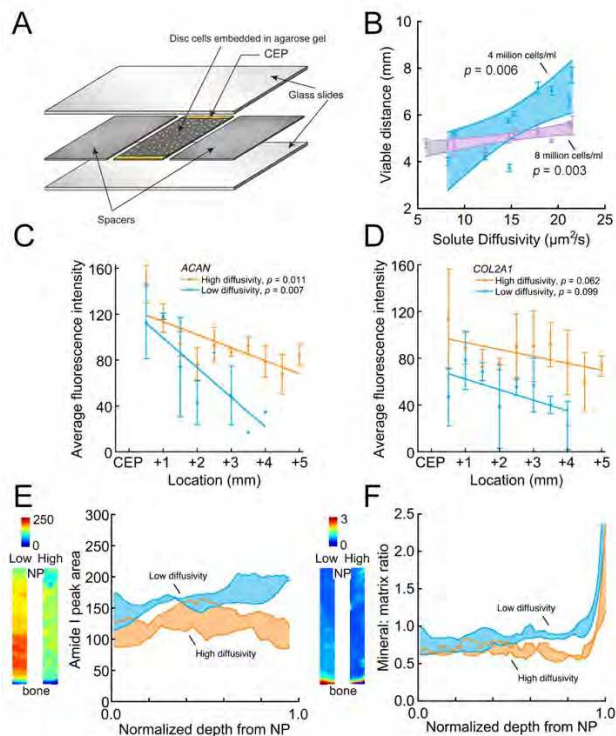 A
Disc cells embedded in agarose gel
CEP
Glass slides
Spacers
B
Viable distance (mm)
8
6
4
2
4 million cells/ml
p = 0.006
8 million cells/ml
p = 0.003
5
10
15
20
25
Solute Diffusivity (µm²/s)
C
Average fluorescence intensity
160
120
80
40
0
ACAN
High diffusivity, p = 0.011
Low diffusivity, p = 0.007
CEP
+1
+2
+3
+4
+5
Location (mm)
D
Average fluorescence intensity
160
120
80
40
0
COL2A1
High diffusivity, p = 0.062
Low diffusivity, p = 0.099
CEP
+1
+2
+3
+4
+5
Location (mm)
E
250
0
Low
High
NP
bone
Amide I peak area
300
250
200
150
100
50
0
Low diffusivity
High diffusivity
0.0
1.0
Normalized depth from NP
F
3
0
Low
High
NP
bone
Mineral: matrix ratio
2.5
2.0
1.5
1.0
0.5
0.0
Low diffusivity
High diffusivity
0.0
1.0
Normalized depth from NP